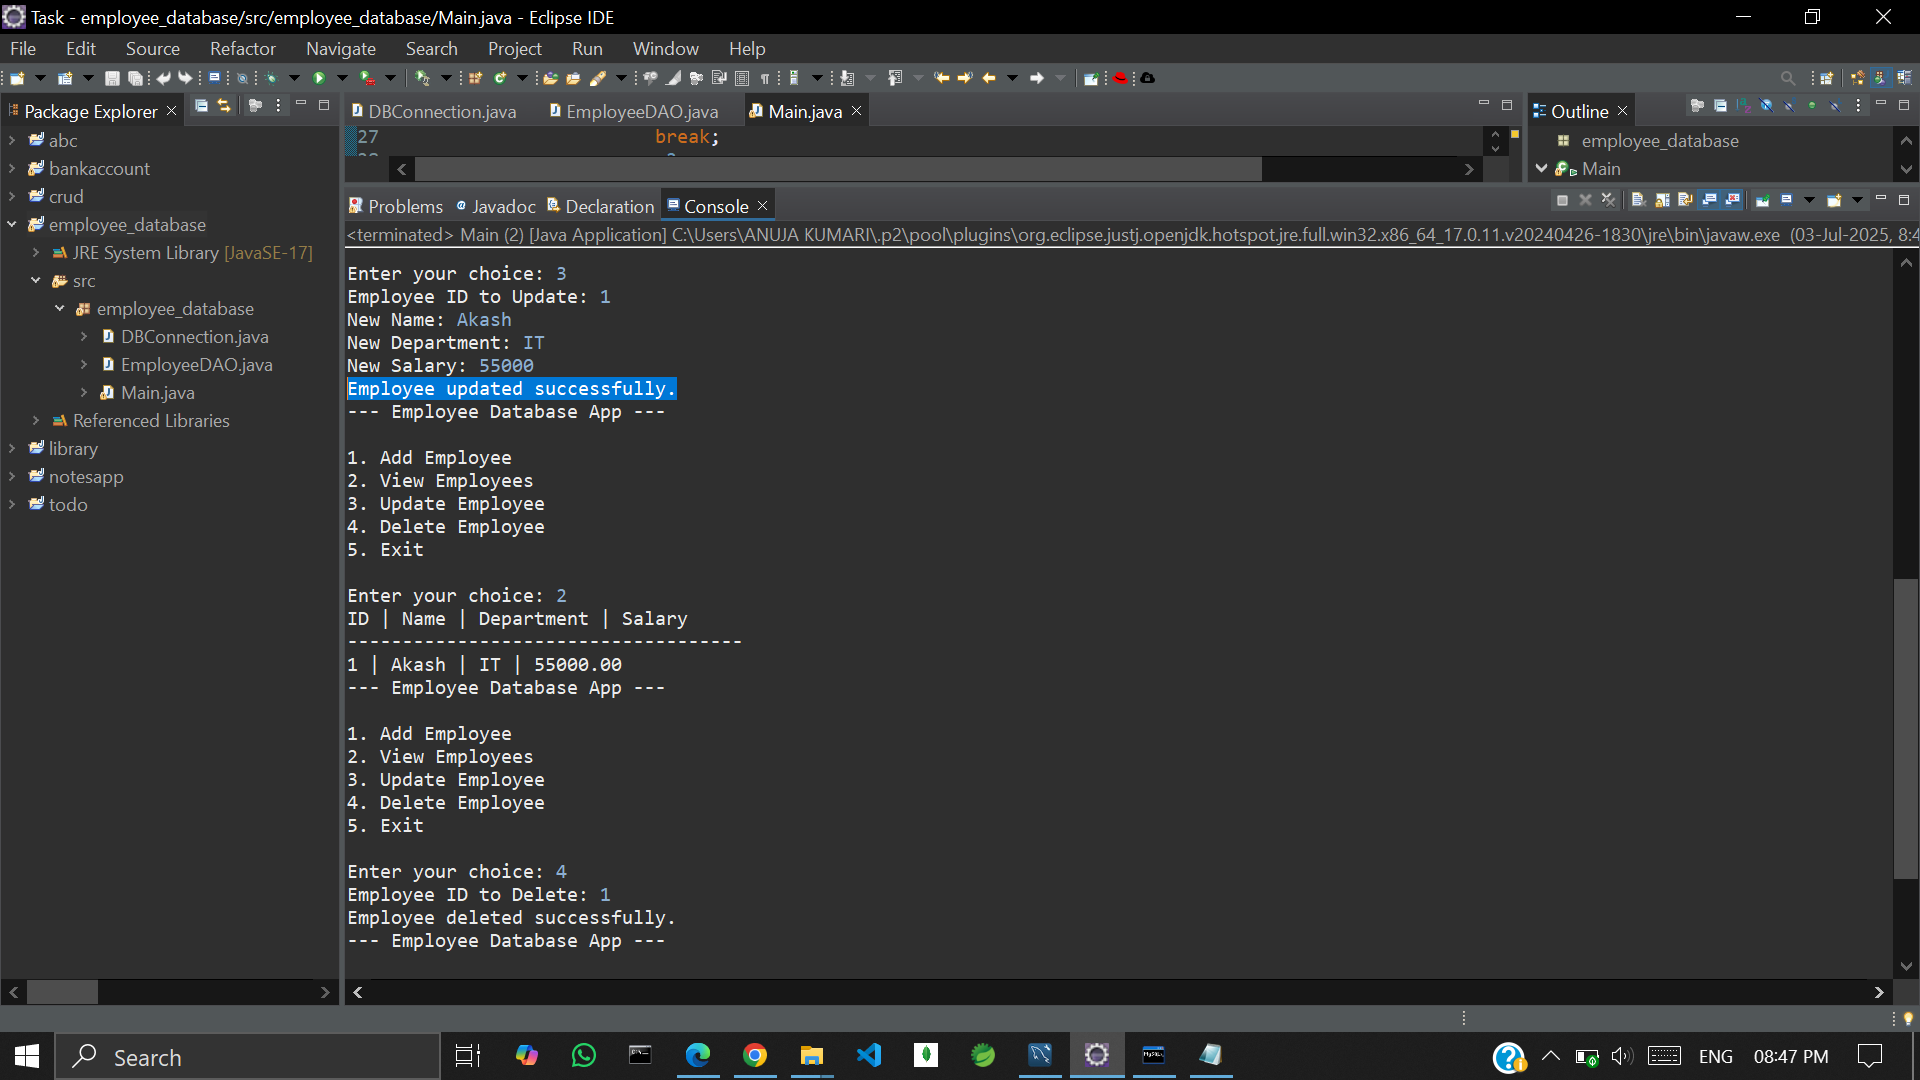 Task - employee_database/src/employee_database/Main.java - Eclipse IDE
File Edit Source Refactor Navigate Search Project Run Window Help
Package Explorer
abc
bankaccount
crud
employee_database
JRE System Library [JavaSE-17]
src
employee_database
DBConnection.java
EmployeeDAO.java
Main.java
Referenced Libraries
library
notesapp
todo
DBConnection.java EmployeeDAO.java Main.java
27 break;
Outline
employee_database
Main
Problems Javadoc Declaration Console
<terminated> Main (2) [Java Application] C:\Users\ANUJA KUMARI\.p2\pool\plugins\org.eclipse.justj.openjdk.hotspot.jre.full.win32.x86_64_17.0.11.v20240426-1830\jre\bin\javaw.exe (03-Jul-2025, 8:4
Enter your choice: 3
Employee ID to Update: 1
New Name: Akash
New Department: IT
New Salary: 55000
Employee updated successfully.
--- Employee Database App ---
1. Add Employee
2. View Employees
3. Update Employee
4. Delete Employee
5. Exit
Enter your choice: 2
ID | Name | Department | Salary
------------------------------------
1 | Akash | IT | 55000.00
--- Employee Database App ---
1. Add Employee
2. View Employees
3. Update Employee
4. Delete Employee
5. Exit
Enter your choice: 4
Employee ID to Delete: 1
Employee deleted successfully.
--- Employee Database App ---
Search
ENG 08:47 PM